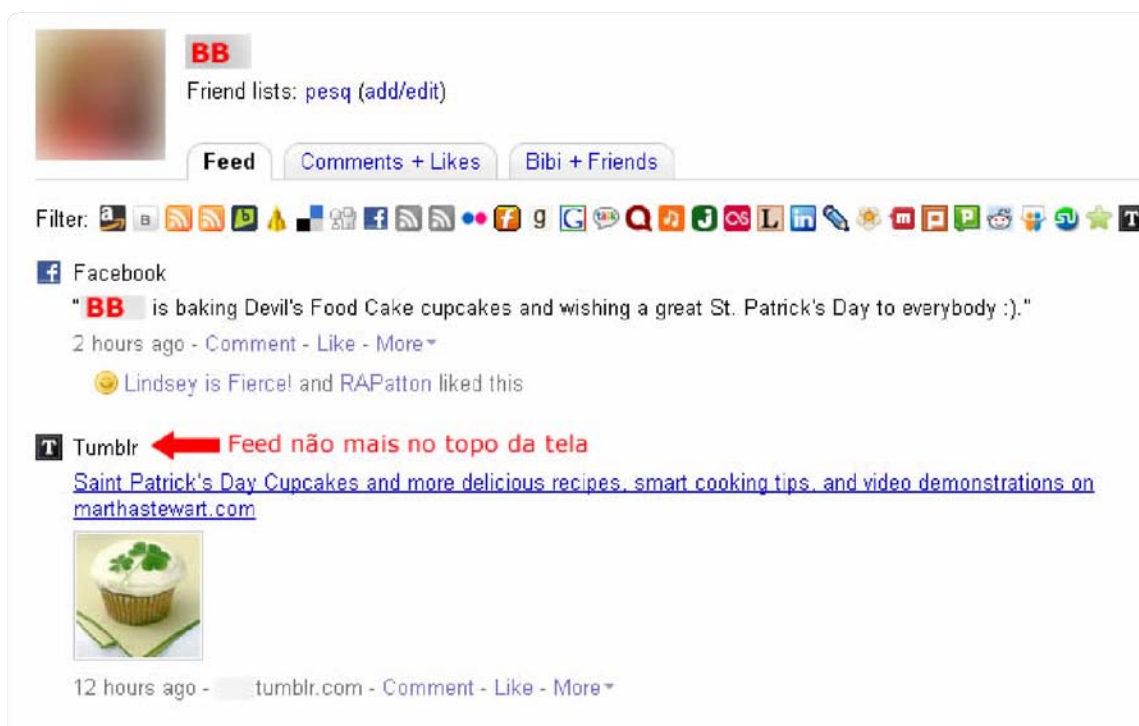 BB
Friend lists: pesq (add/edit)
Feed Comments + Likes Bibi + Friends
Filter:
Facebook
"BB is baking Devil's Food Cake cupcakes and wishing a great St. Patrick's Day to everybody :)."
2 hours ago - Comment - Like - More
Lindsey is Fierce! and RAPatton liked this
Tumblr Feed não mais no topo da tela
Saint Patrick's Day Cupcakes and more delicious recipes, smart cooking tips, and video demonstrations on
marthastewart.com
12 hours ago - tumblr.com - Comment - Like - More